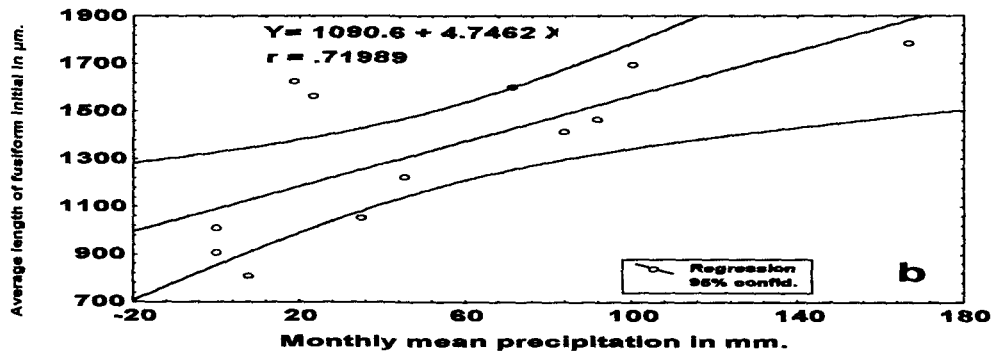 Average length of fusiform initial in µm.
1900
1700
1500
1300
1100
900
700
Y= 1090.6 + 4.7462 X
r = .71989
Regression
95% confid.
b
-20
20
60
100
140
180
Monthly mean precipitation in mm.